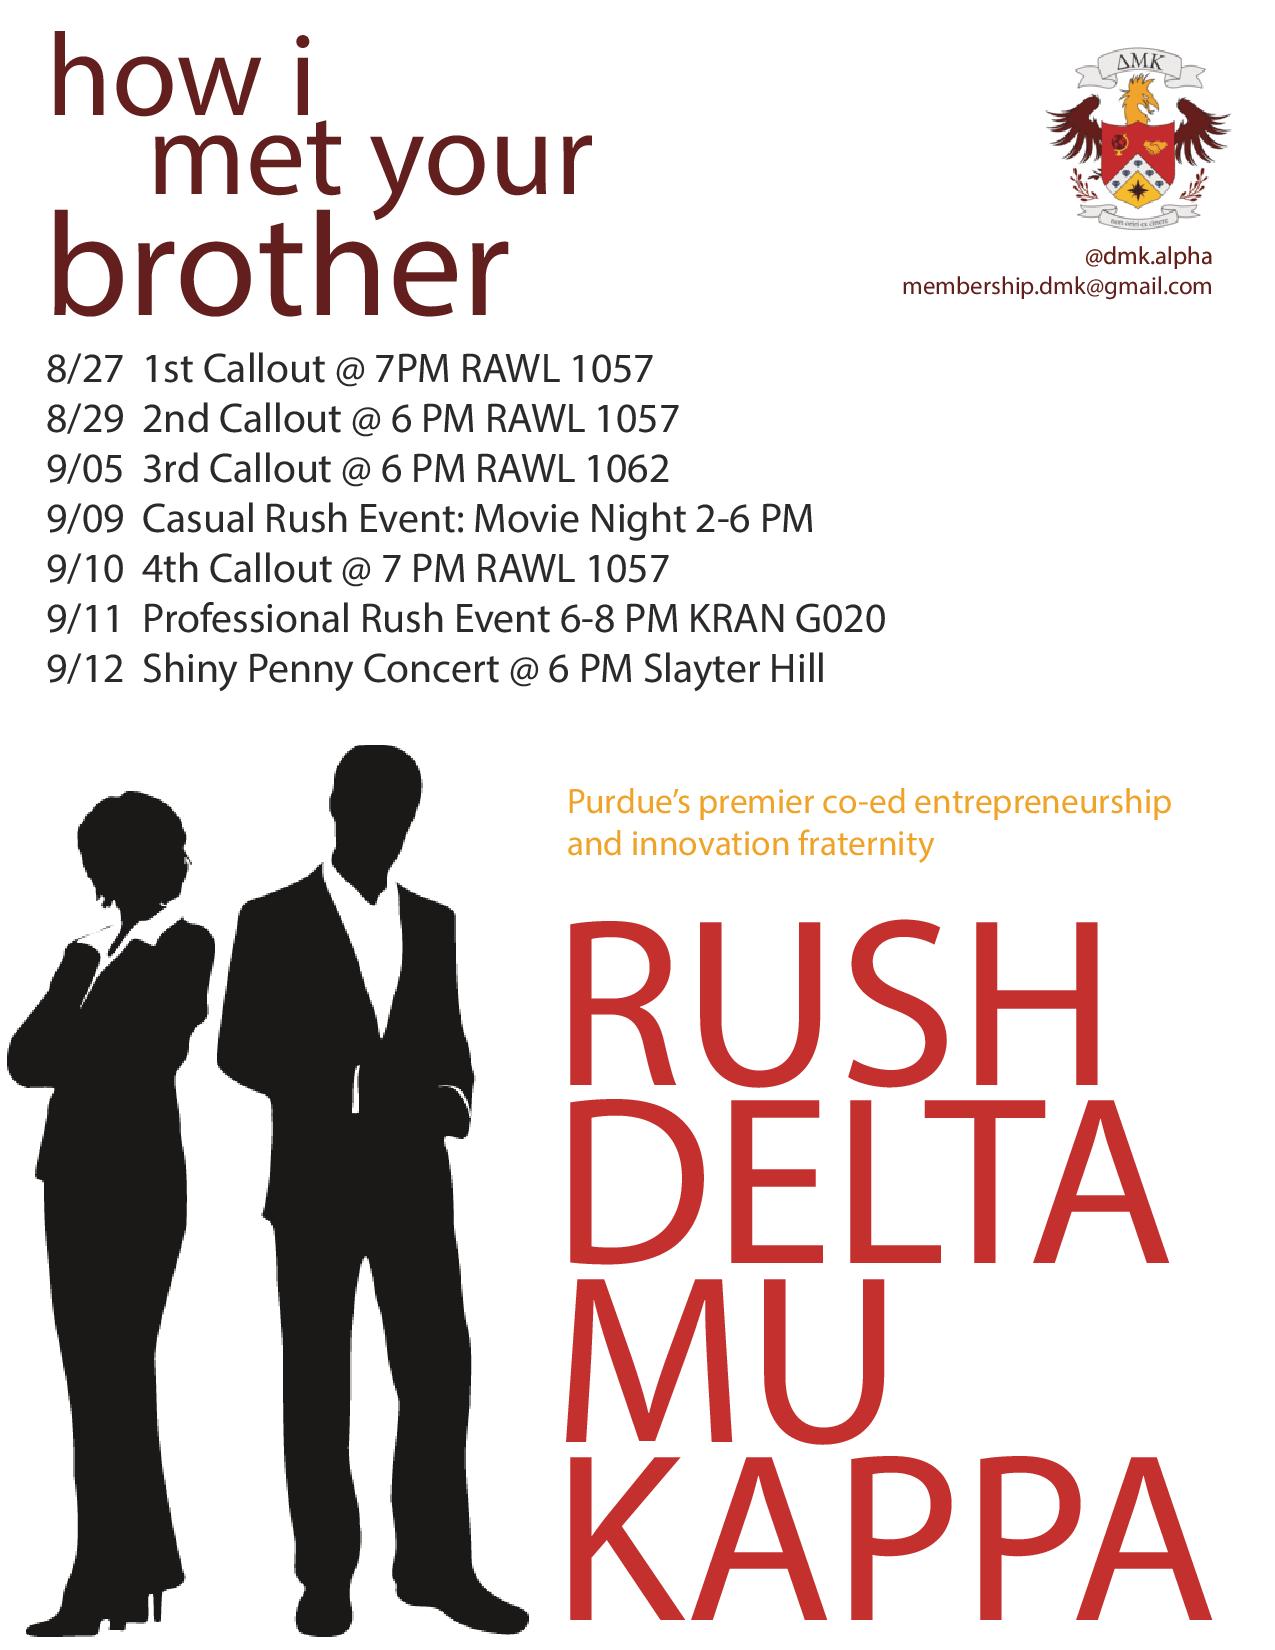 how i
met your
brother
ΔMK
@dmk.alpha
membership.dmk@gmail.com
8/27 1st Callout @ 7PM RAWL 1057
8/29 2nd Callout @ 6 PM RAWL 1057
9/05 3rd Callout @ 6 PM RAWL 1062
9/09 Casual Rush Event: Movie Night 2-6 PM
9/10 4th Callout @ 7 PM RAWL 1057
9/11 Professional Rush Event 6-8 PM KRAN G020
9/12 Shiny Penny Concert @ 6 PM Slayter Hill
Purdue’s premier co-ed entrepreneurship
and innovation fraternity
RUSH
DELTA
MU
KAPPA